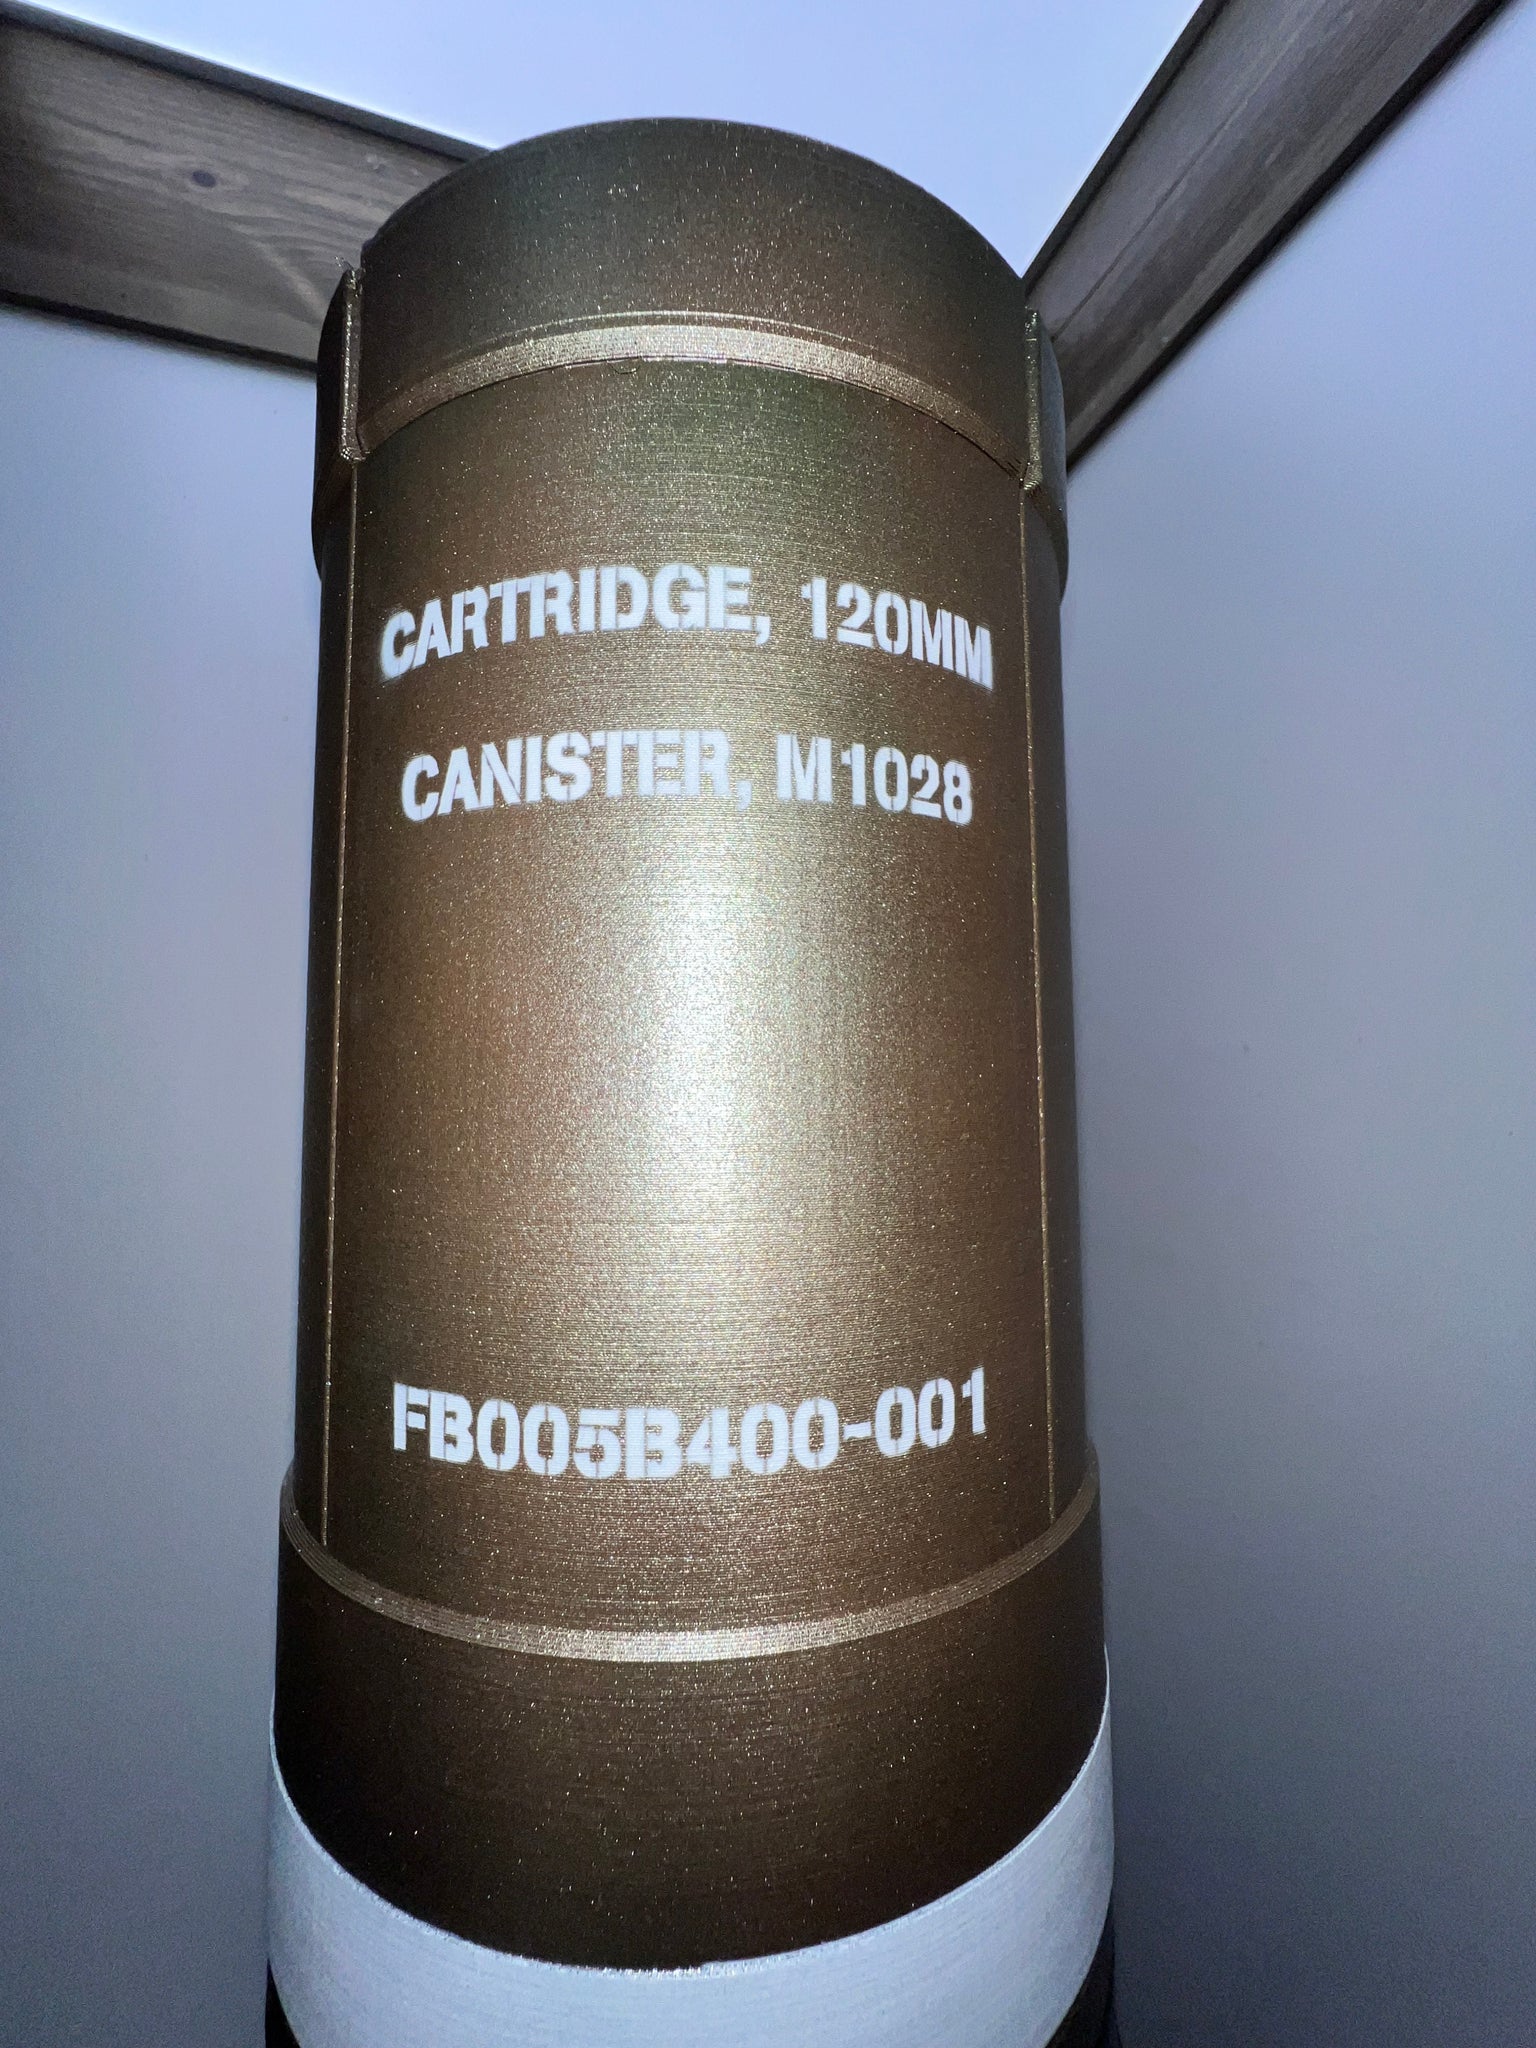 CARTRIDGE, 120MM
CANISTER, M1028
FB005B400-001